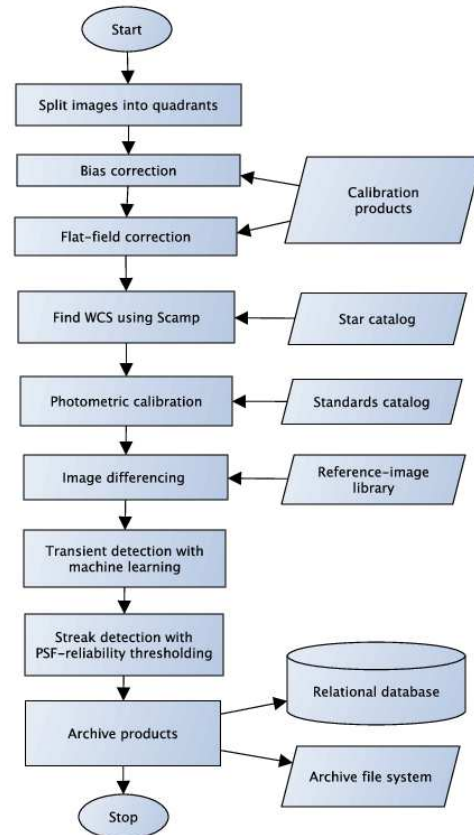 Start
Split images into quadrants
Bias correction
Calibration
products
Flat-field correction
Find WCS using Scamp
Star catalog
Photometric calibration
Standards catalog
Image differencing
Reference-image
library
Transient detection with
machine learning
Streak detection with
PSF-reliability thresholding
Relational database
Archive products
Archive file system
Stop